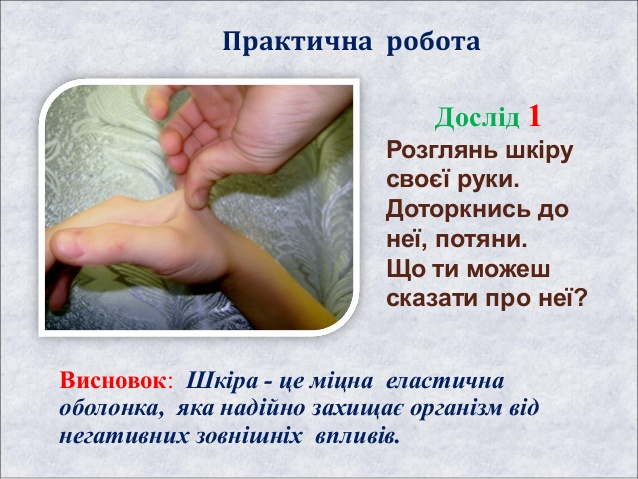 Практична робота
Дослід 1
Розглянь шкіру
своєї руки.
Доторкнись до
неї, потяни.
Що ти можеш
сказати про неї?
Висновок: Шкіра - це міцна еластична
оболонка, яка надійно захищає організм від
негативних зовнішніх впливів.